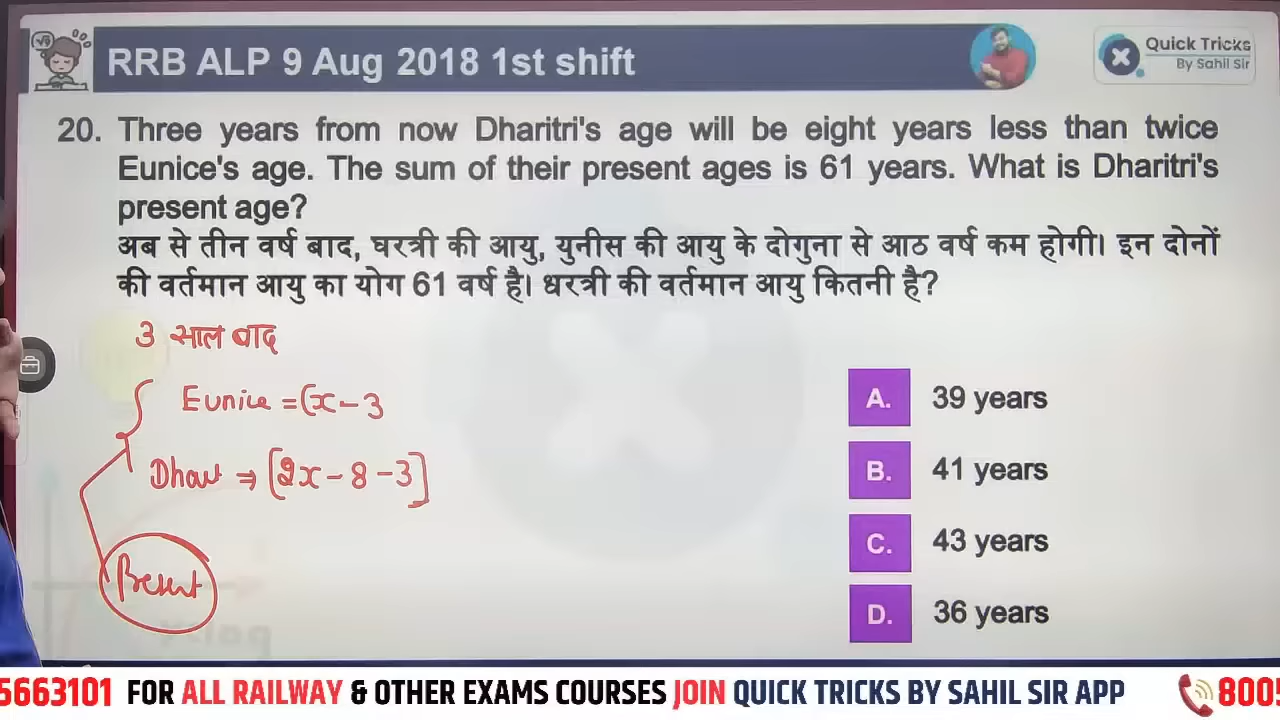 RRB ALP 9 Aug 2018 1st shift
Quick Tricks
By Sahil Sir
20. Three years from now Dharitri's age will be eight years less than twice
Eunice's age. The sum of their present ages is 61 years. What is Dharitri's
present age?
अब से तीन वर्ष बाद, घरत्री की आयु, युनीस की आयु के दोगुना से आठ वर्ष कम होगी। इन दोनों
की वर्तमान आयु का योग 61 वर्ष है। धरत्री की वर्तमान आयु कितनी है?
3 साल बाद
Eunice = (x-3
⇒ [2x-8-3]
Present
A. 39 years
B. 41 years
C. 43 years
D. 36 years
5663101 FOR ALL RAILWAY & OTHER EXAMS COURSES JOIN QUICK TRICKS BY SAHIL SIR APP 8005